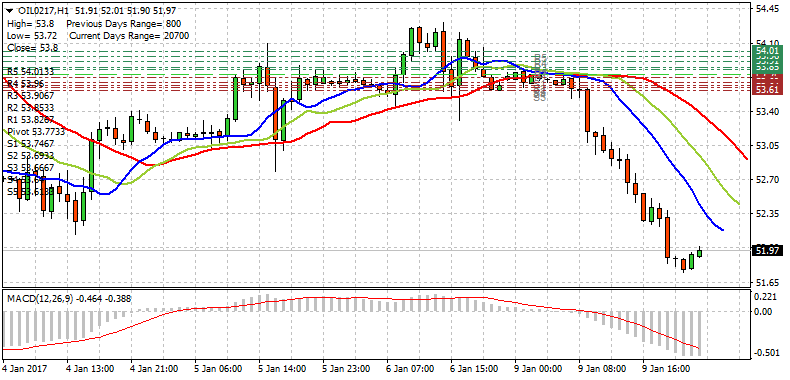 OIL0217,H1 51.91 52.01 51.90 51.97
High= 53.8 Previous Days Range= 800
Low= 53.72 Current Days Range= 20700
Close= 53.8
R5 54.0133
R4 53.96
R3 53.9067
R2 53.8533
R1 53.8267
Pivot 53.7733
S1 53.7467
S2 53.6933
S3 53.6667
54.45
54.10
54.01
53.61
53.40
53.05
52.70
52.35
51.97
51.65
MACD(12,26,9) -0.464 -0.388
0.221
0.00
-0.501
4 Jan 2017
4 Jan 13:00
4 Jan 21:00
5 Jan 06:00
5 Jan 14:00
5 Jan 23:00
6 Jan 07:00
6 Jan 15:00
9 Jan 00:00
9 Jan 08:00
9 Jan 16:00